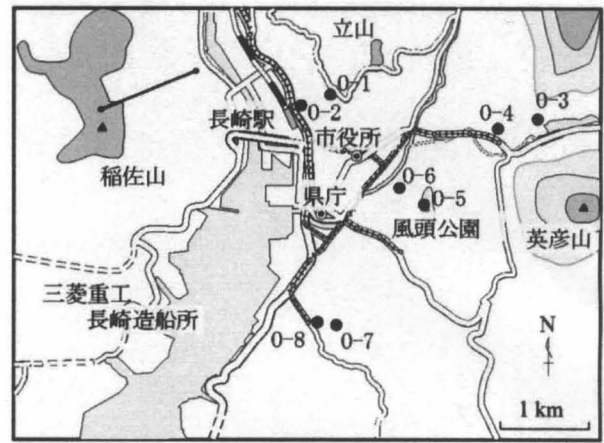 立山
0-1
0-2
0-3
0-4
長崎駅
市役所
稲佐山
県庁
0-6
0-5
風頭公園
英彦山
三菱重工
長崎造船所
0-8
0-7
N
1 km